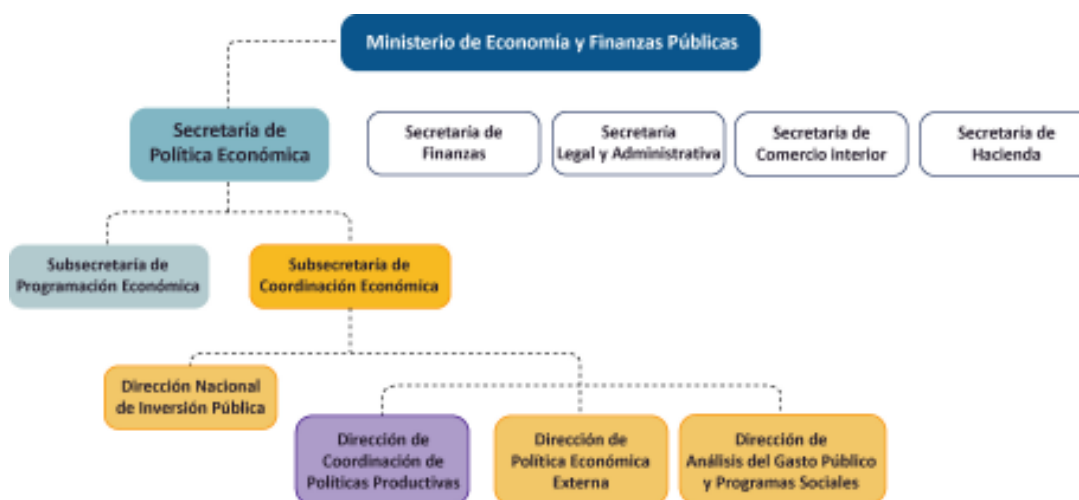 Ministerio de Economía y Finanzas Públicas
Secretaría de
Política Económica
Secretaría de
Finanzas
Secretaría
Legal y Administrativa
Secretaría de
Comercio Interior
Secretaría de
Hacienda
Subsecretaría de
Programación Económica
Subsecretaría de
Coordinación Económica
Dirección Nacional
de Inversión Pública
Dirección de
Coordinación de
Políticas Productivas
Dirección de
Política Económica
Externa
Dirección de
Análisis del Gasto Público
y Programas Sociales